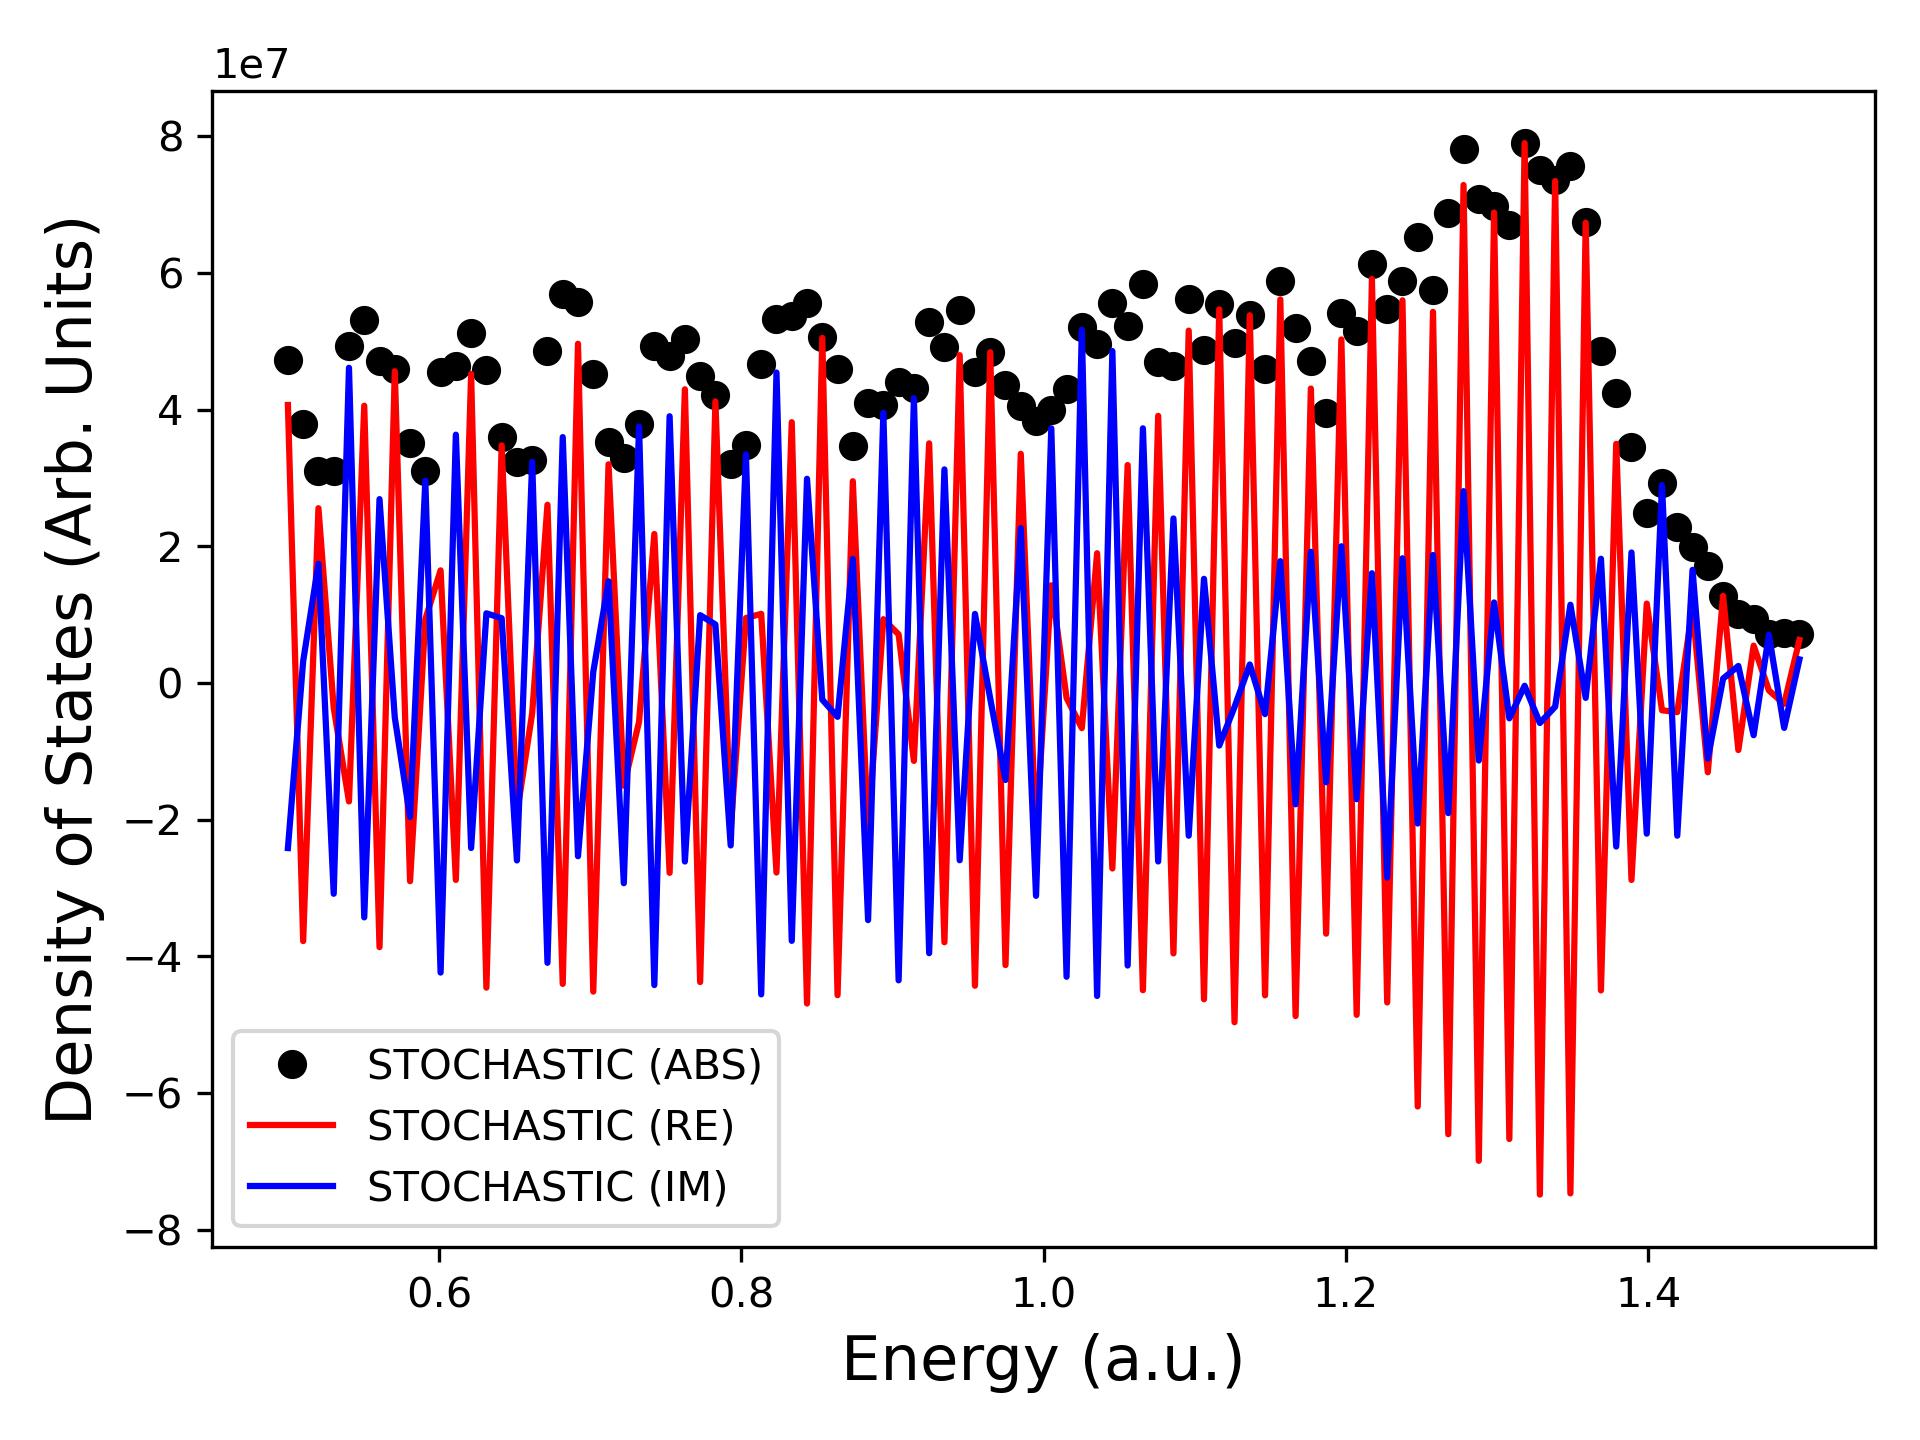 1e7
Density of States (Arb. Units)
8
6
4
2
0
−2
−4
−6
−8
STOCHASTIC (ABS)
STOCHASTIC (RE)
STOCHASTIC (IM)
0.6 0.8 1.0 1.2 1.4
Energy (a.u.)